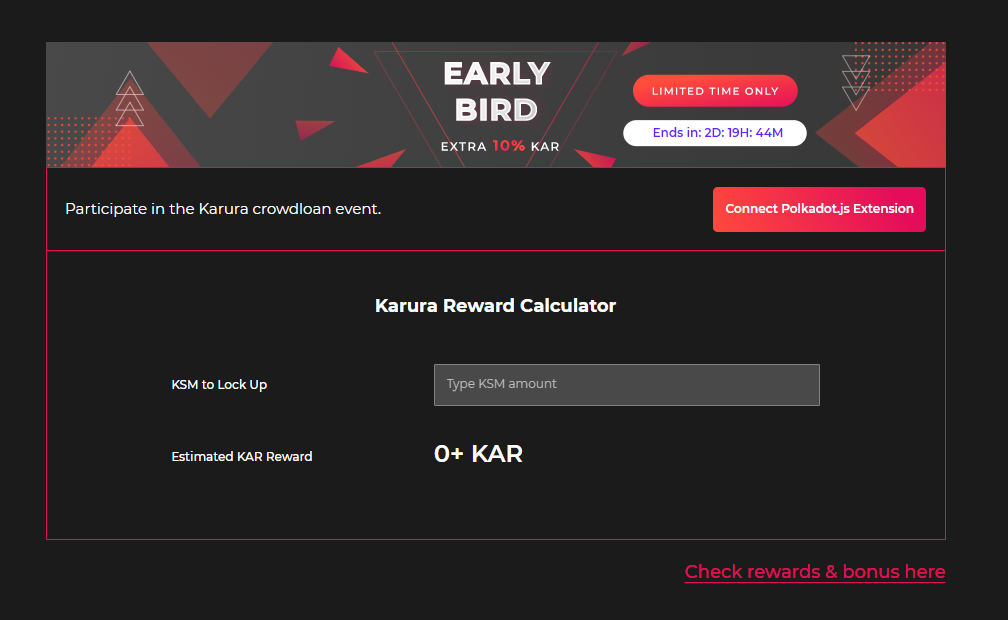 EARLY
BIRD
EXTRA 10% KAR
LIMITED TIME ONLY
Ends in: 2D: 19H: 44M
Participate in the Karura crowdloan event.
Connect Polkadot.js Extension
Karura Reward Calculator
KSM to Lock Up
Type KSM amount
Estimated KAR Reward
0+ KAR
Check rewards & bonus here